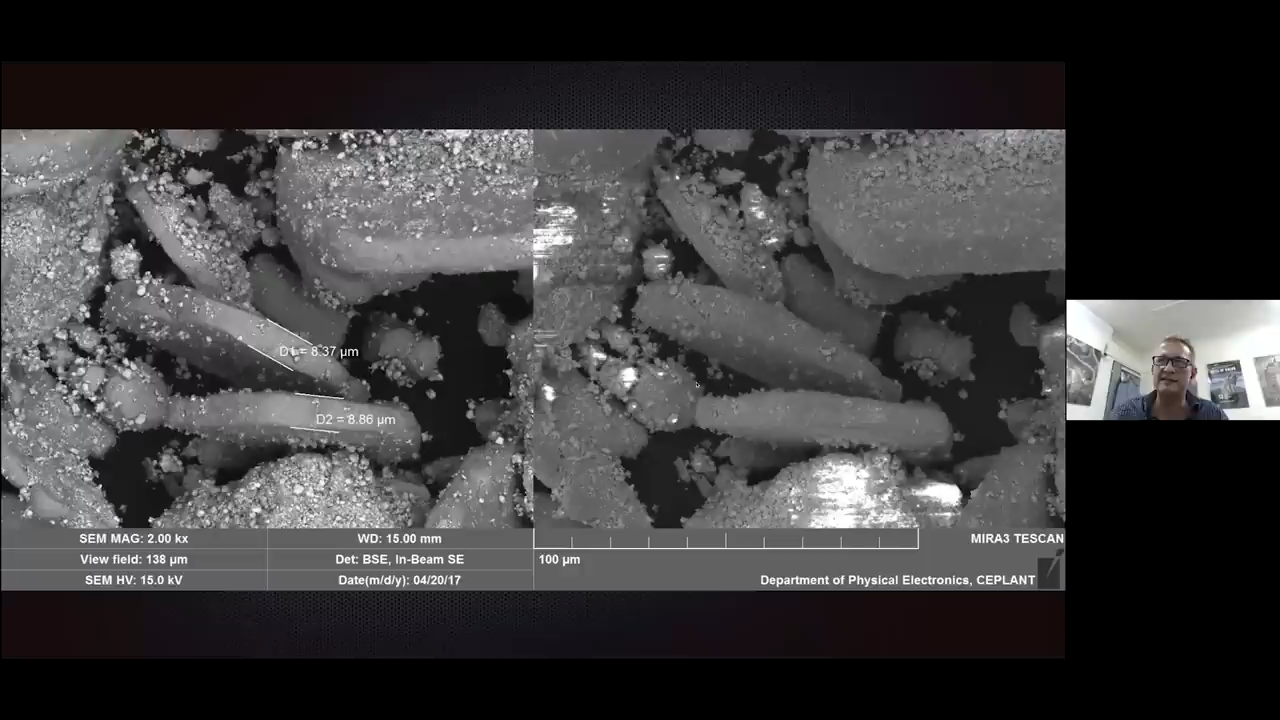 D1 = 8.37 µm
D2 = 8.86 µm
SEM MAG: 2.00 kx
WD: 15.00 mm
MIRA3 TESCAN
View field: 138 µm
Det: BSE, In-Beam SE
100 µm
SEM HV: 15.0 kV
Date(m/d/y): 04/20/17
Department of Physical Electronics, CEPLANT